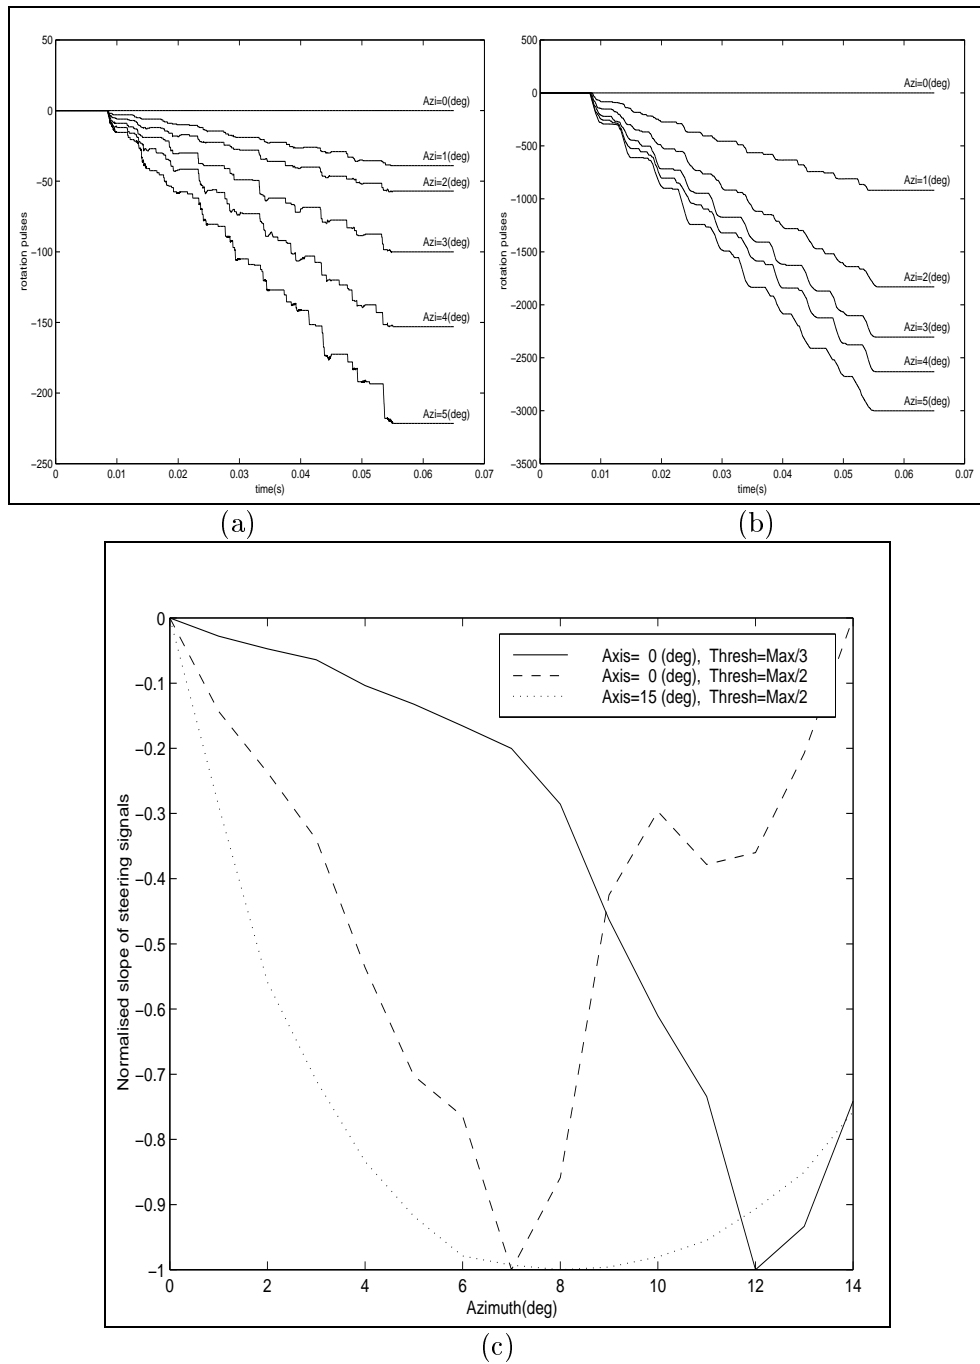 50
0
−50
−100
−150
−200
−250
rotation pulses
0
0.01
0.02
0.03
0.04
0.05
0.06
0.07
time(s)
Azi=0(deg)
Azi=1(deg)
Azi=2(deg)
Azi=3(deg)
Azi=4(deg)
Azi=5(deg)
(a)
500
0
−500
−1000
−1500
−2000
−2500
−3000
−3500
rotation pulses
0
0.01
0.02
0.03
0.04
0.05
0.06
0.07
time(s)
Azi=0(deg)
Azi=1(deg)
Azi=2(deg)
Azi=3(deg)
Azi=4(deg)
Azi=5(deg)
(b)
0
−0.1
−0.2
−0.3
−0.4
−0.5
−0.6
−0.7
−0.8
−0.9
−1
Normalised slope of steering signals
Axis= 0 (deg), Thresh=Max/3
Axis= 0 (deg), Thresh=Max/2
Axis=15 (deg), Thresh=Max/2
0
2
4
6
8
10
12
14
Azimuth(deg)
(c)